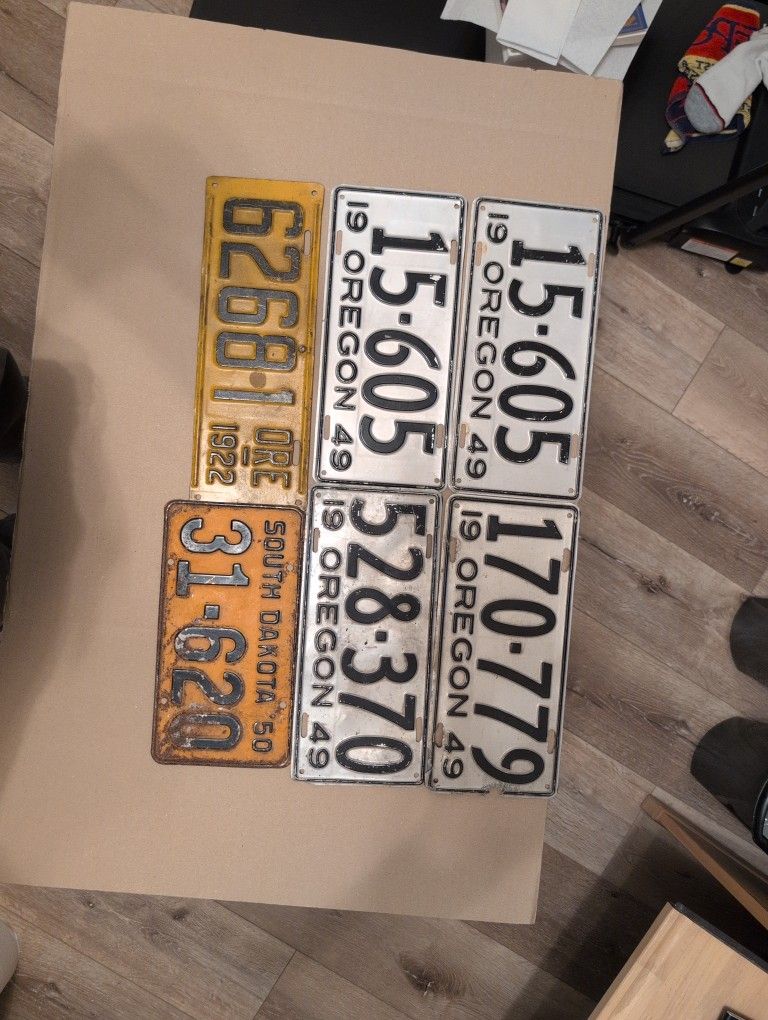 15-605
19 OREGON 49
170-779
19 OREGON 49
15-605
19 OREGON 49
528-370
19 OREGON 49
62681
ORE
1922
SOUTH DAKOTA '50
31-620